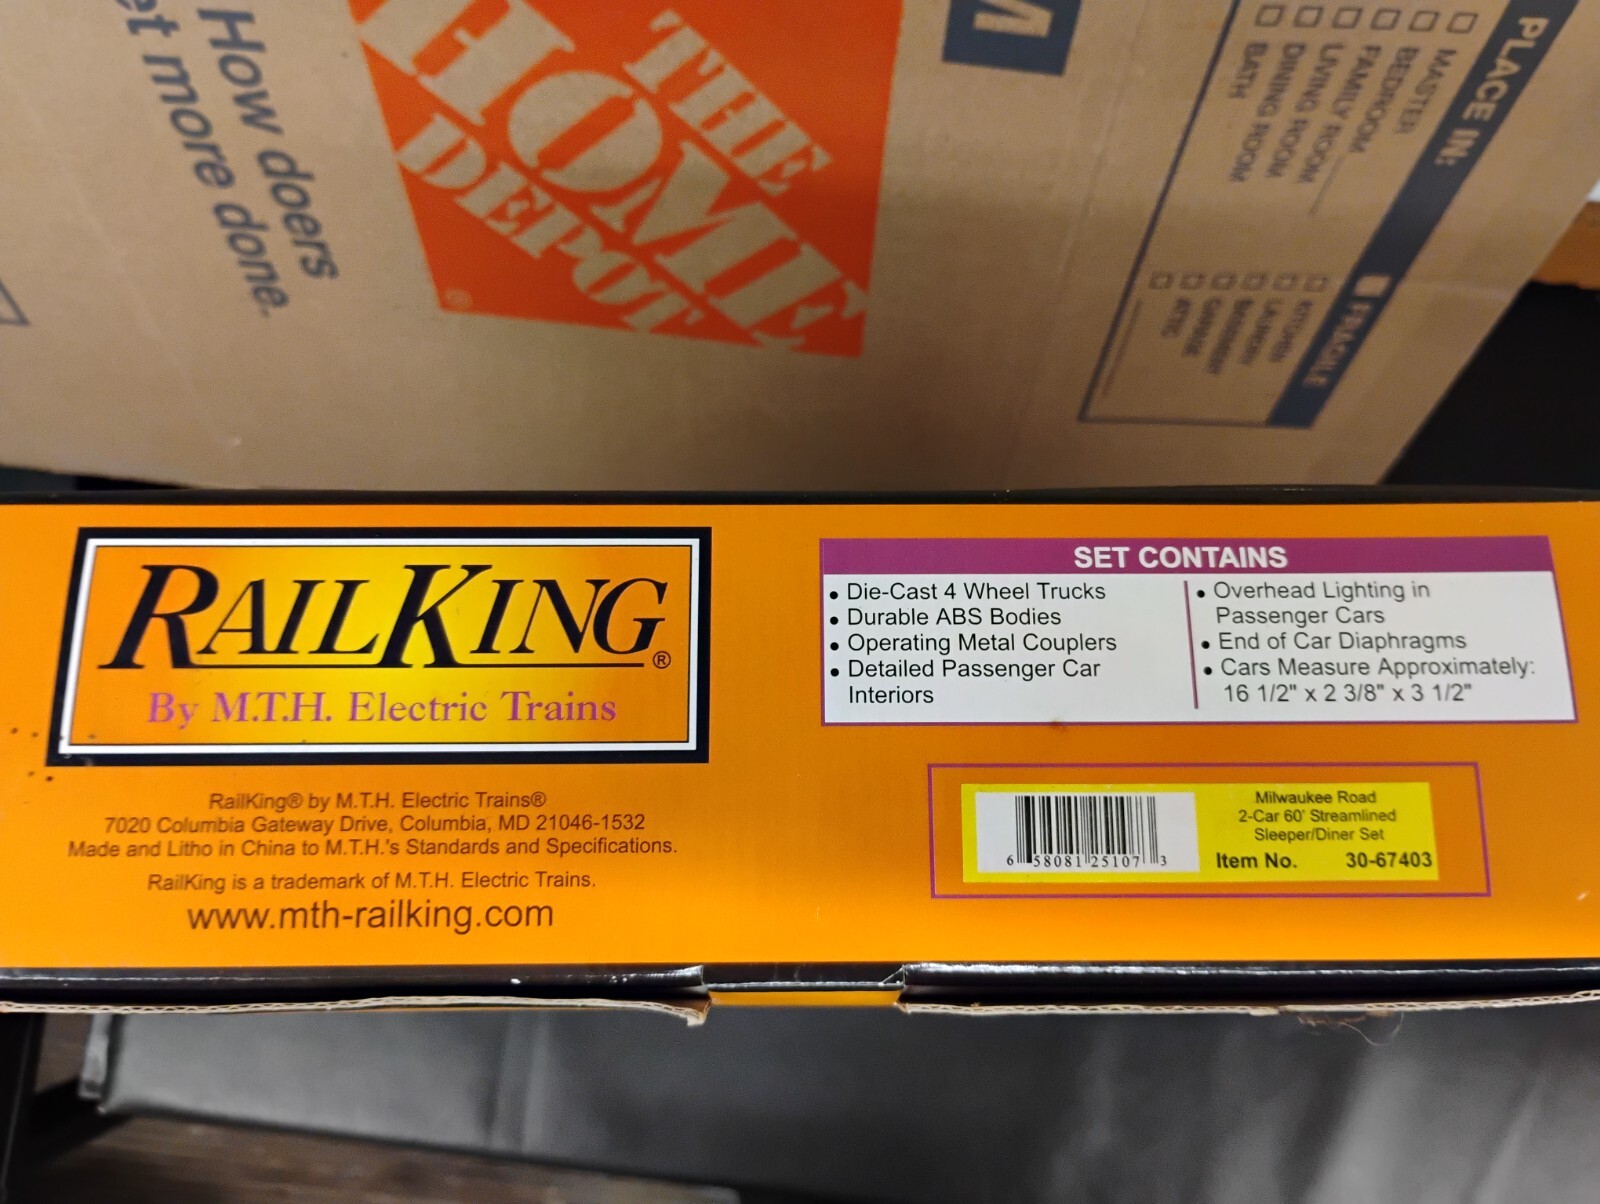 How doers
get more done.
THE
HOME
DEPOT
®
M
PLACE IN:
MASTER
BEDROOM
FAMILY ROOM
LIVING ROOM
DINING ROOM
BATH
FRAGILE
KITCHEN
LAUNDRY
BASEMENT
GARAGE
ATTIC
RAILKING®
By M.T.H. Electric Trains
RailKing® by M.T.H. Electric Trains®
7020 Columbia Gateway Drive, Columbia, MD 21046-1532
Made and Litho in China to M.T.H.'s Standards and Specifications.
RailKing is a trademark of M.T.H. Electric Trains.
www.mth-railking.com
SET CONTAINS
• Die-Cast 4 Wheel Trucks
• Durable ABS Bodies
• Operating Metal Couplers
• Detailed Passenger Car
Interiors
• Overhead Lighting in
Passenger Cars
• End of Car Diaphragms
• Cars Measure Approximately:
16 1/2" x 2 3/8" x 3 1/2"
6 58081 25107 3
Milwaukee Road
2-Car 60' Streamlined
Sleeper/Diner Set
Item No. 30-67403